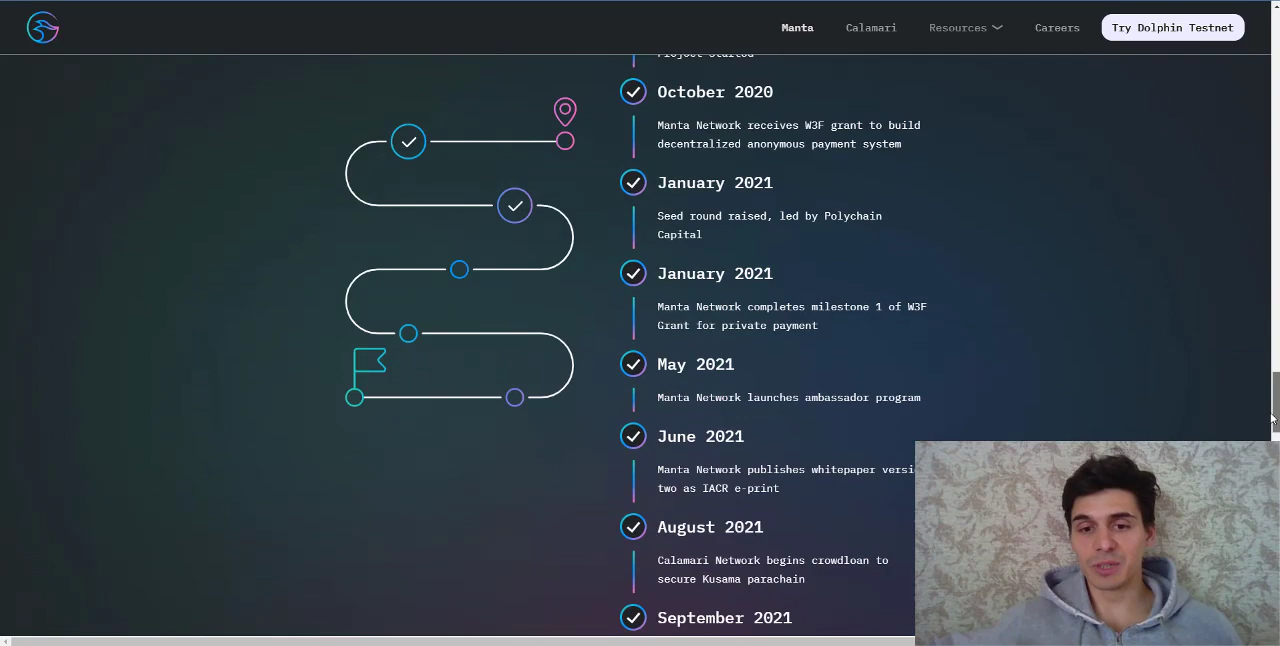 Manta
Calamari
Resources
Careers
Try Dolphin Testnet
Project Started
October 2020
Manta Network receives W3F grant to build
decentralized anonymous payment system
January 2021
Seed round raised, led by Polychain
Capital
January 2021
Manta Network completes milestone 1 of W3F
Grant for private payment
May 2021
Manta Network launches ambassador program
June 2021
Manta Network publishes whitepaper versi
two as IACR e-print
August 2021
Calamari Network begins crowdloan to
secure Kusama parachain
September 2021